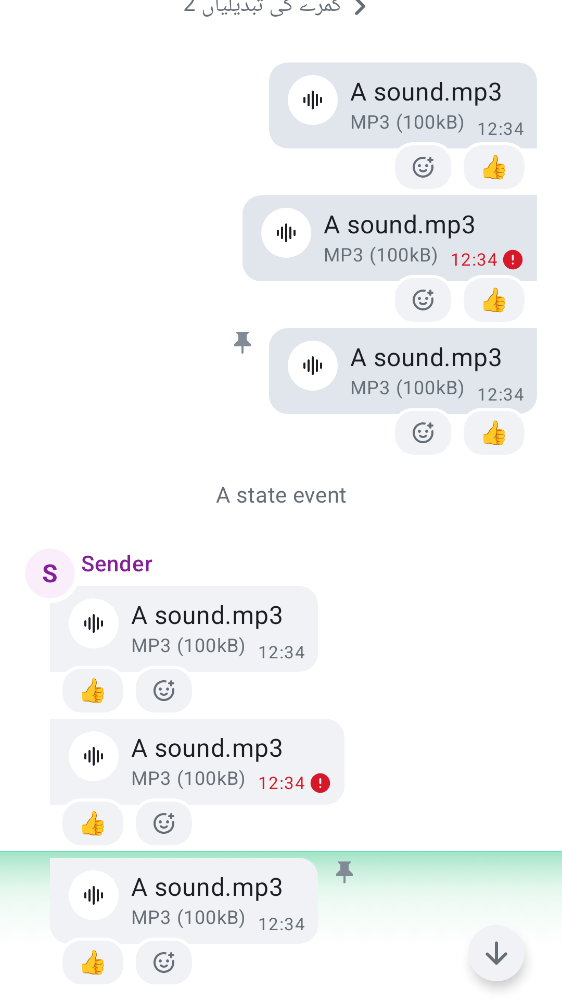 2 کمرے کی تبدیلیاں
A sound.mp3
MP3 (100kB) 12:34
A sound.mp3
MP3 (100kB) 12:34
A sound.mp3
MP3 (100kB) 12:34
A state event
S Sender
A sound.mp3
MP3 (100kB) 12:34
A sound.mp3
MP3 (100kB) 12:34
A sound.mp3
MP3 (100kB) 12:34